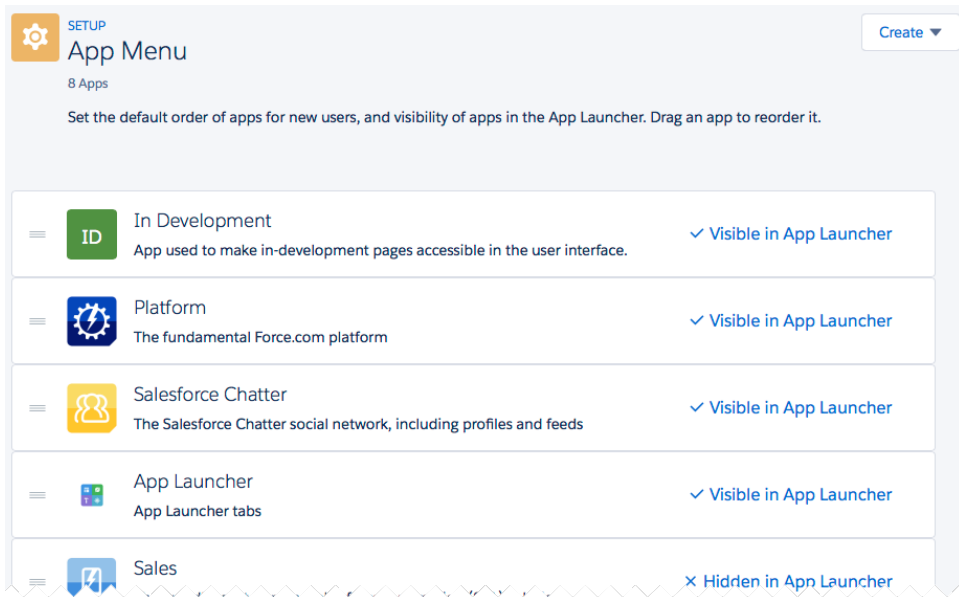 SETUP
App Menu
Create
8 Apps
Set the default order of apps for new users, and visibility of apps in the App Launcher. Drag an app to reorder it.
ID
In Development
App used to make in-development pages accessible in the user interface.
Visible in App Launcher
Platform
The fundamental Force.com platform
Visible in App Launcher
Salesforce Chatter
The Salesforce Chatter social network, including profiles and feeds
Visible in App Launcher
App Launcher
App Launcher tabs
Visible in App Launcher
Sales
Hidden in App Launcher